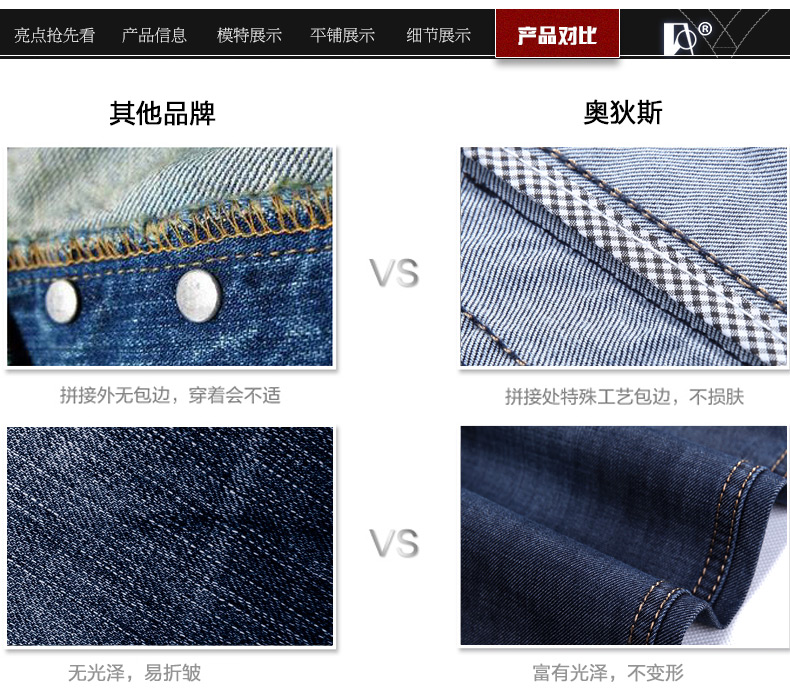 亮点抢先看 产品信息 模特展示 平铺展示 细节展示 产品对比 ®
其他品牌 奥狄斯
VS
拼接外无包边，穿着会不适 拼接处特殊工艺包边，不损肤
VS
无光泽，易折皱 富有光泽，不变形